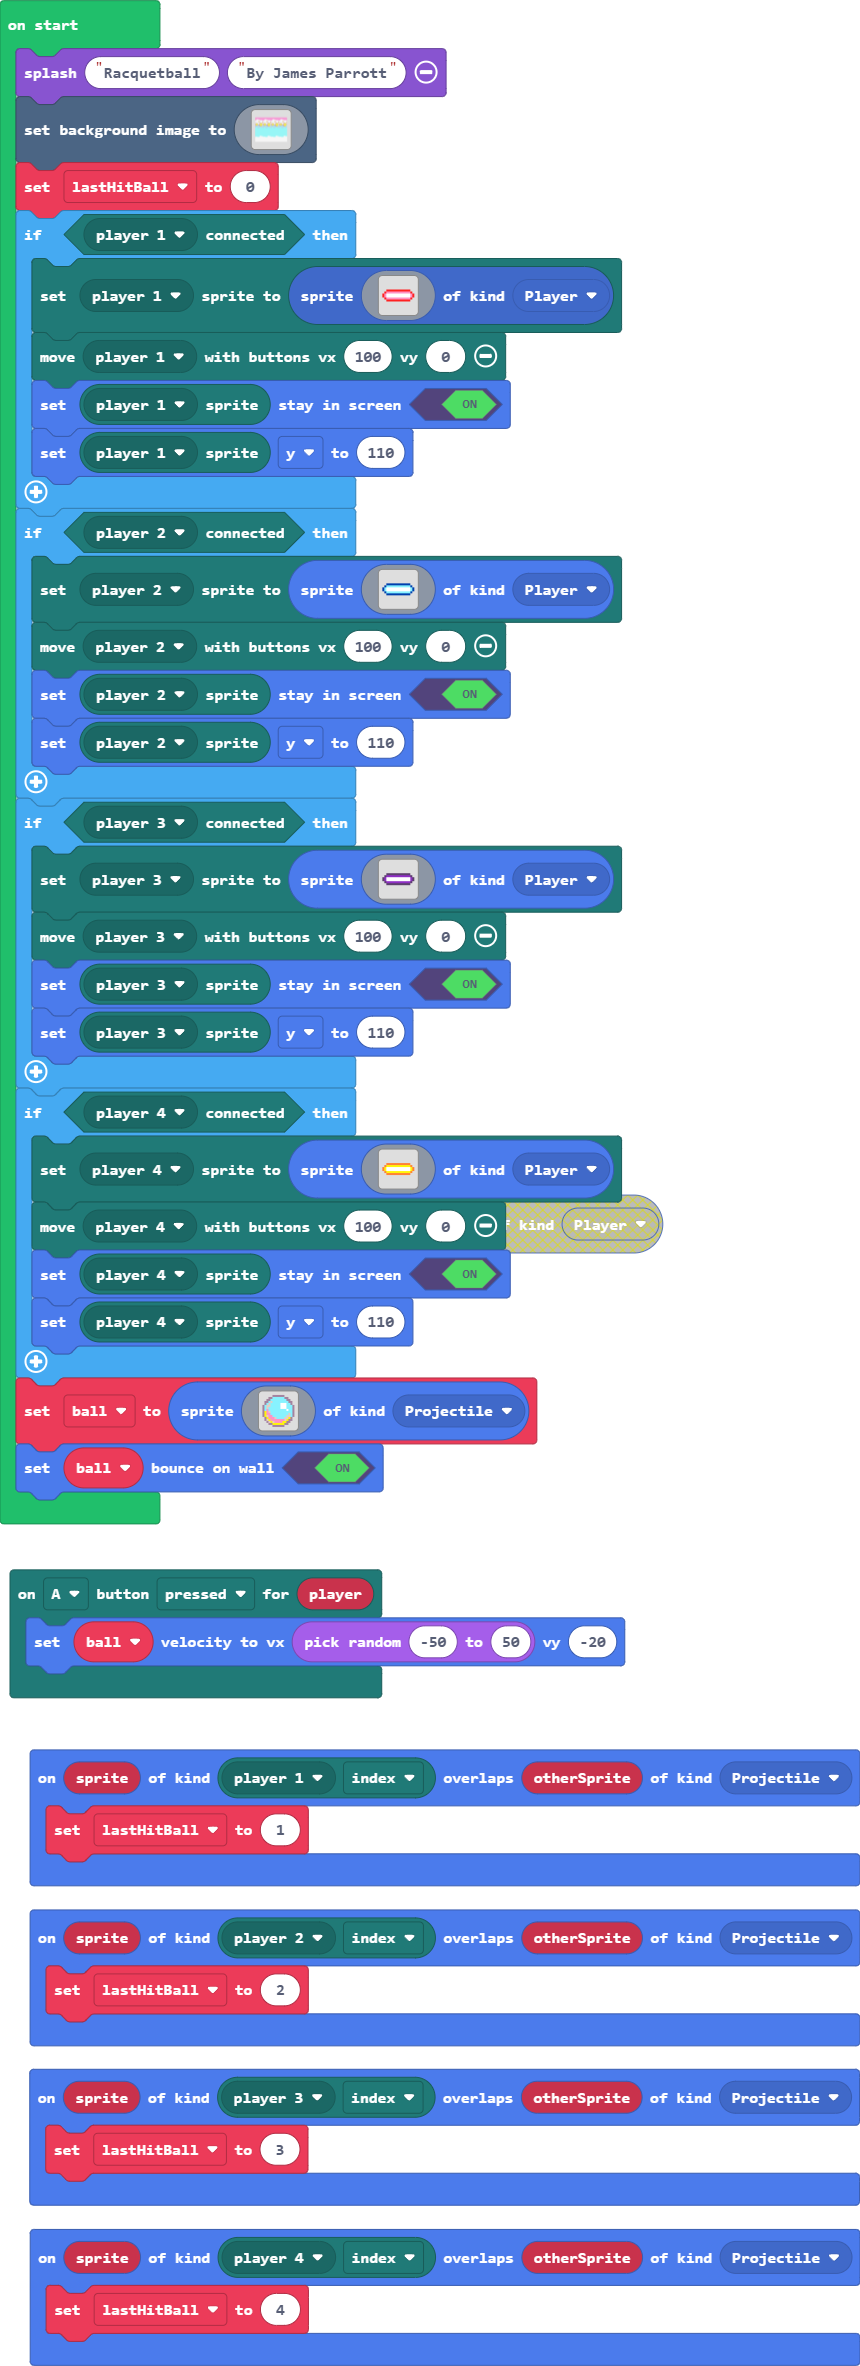 on start
splash "Racquetball" "By James Parrott"
set background image to
set lastHitBall to 0
if player 1 connected then
set player 1 sprite to sprite of kind Player
move player 1 with buttons vx 100 vy 0
set player 1 sprite stay in screen ON
set player 1 sprite y to 110
if player 2 connected then
set player 2 sprite to sprite of kind Player
move player 2 with buttons vx 100 vy 0
set player 2 sprite stay in screen ON
set player 2 sprite y to 110
if player 3 connected then
set player 3 sprite to sprite of kind Player
move player 3 with buttons vx 100 vy 0
set player 3 sprite stay in screen ON
set player 3 sprite y to 110
if player 4 connected then
set player 4 sprite to sprite of kind Player
move player 4 with buttons vx 100 vy 0 kind Player
set player 4 sprite stay in screen ON
set player 4 sprite y to 110
set ball to sprite of kind Projectile
set ball bounce on wall ON
on A button pressed for player
set ball velocity to vx pick random -50 to 50 vy -20
on sprite of kind player 1 index overlaps otherSprite of kind Projectile
set lastHitBall to 1
on sprite of kind player 2 index overlaps otherSprite of kind Projectile
set lastHitBall to 2
on sprite of kind player 3 index overlaps otherSprite of kind Projectile
set lastHitBall to 3
on sprite of kind player 4 index overlaps otherSprite of kind Projectile
set lastHitBall to 4